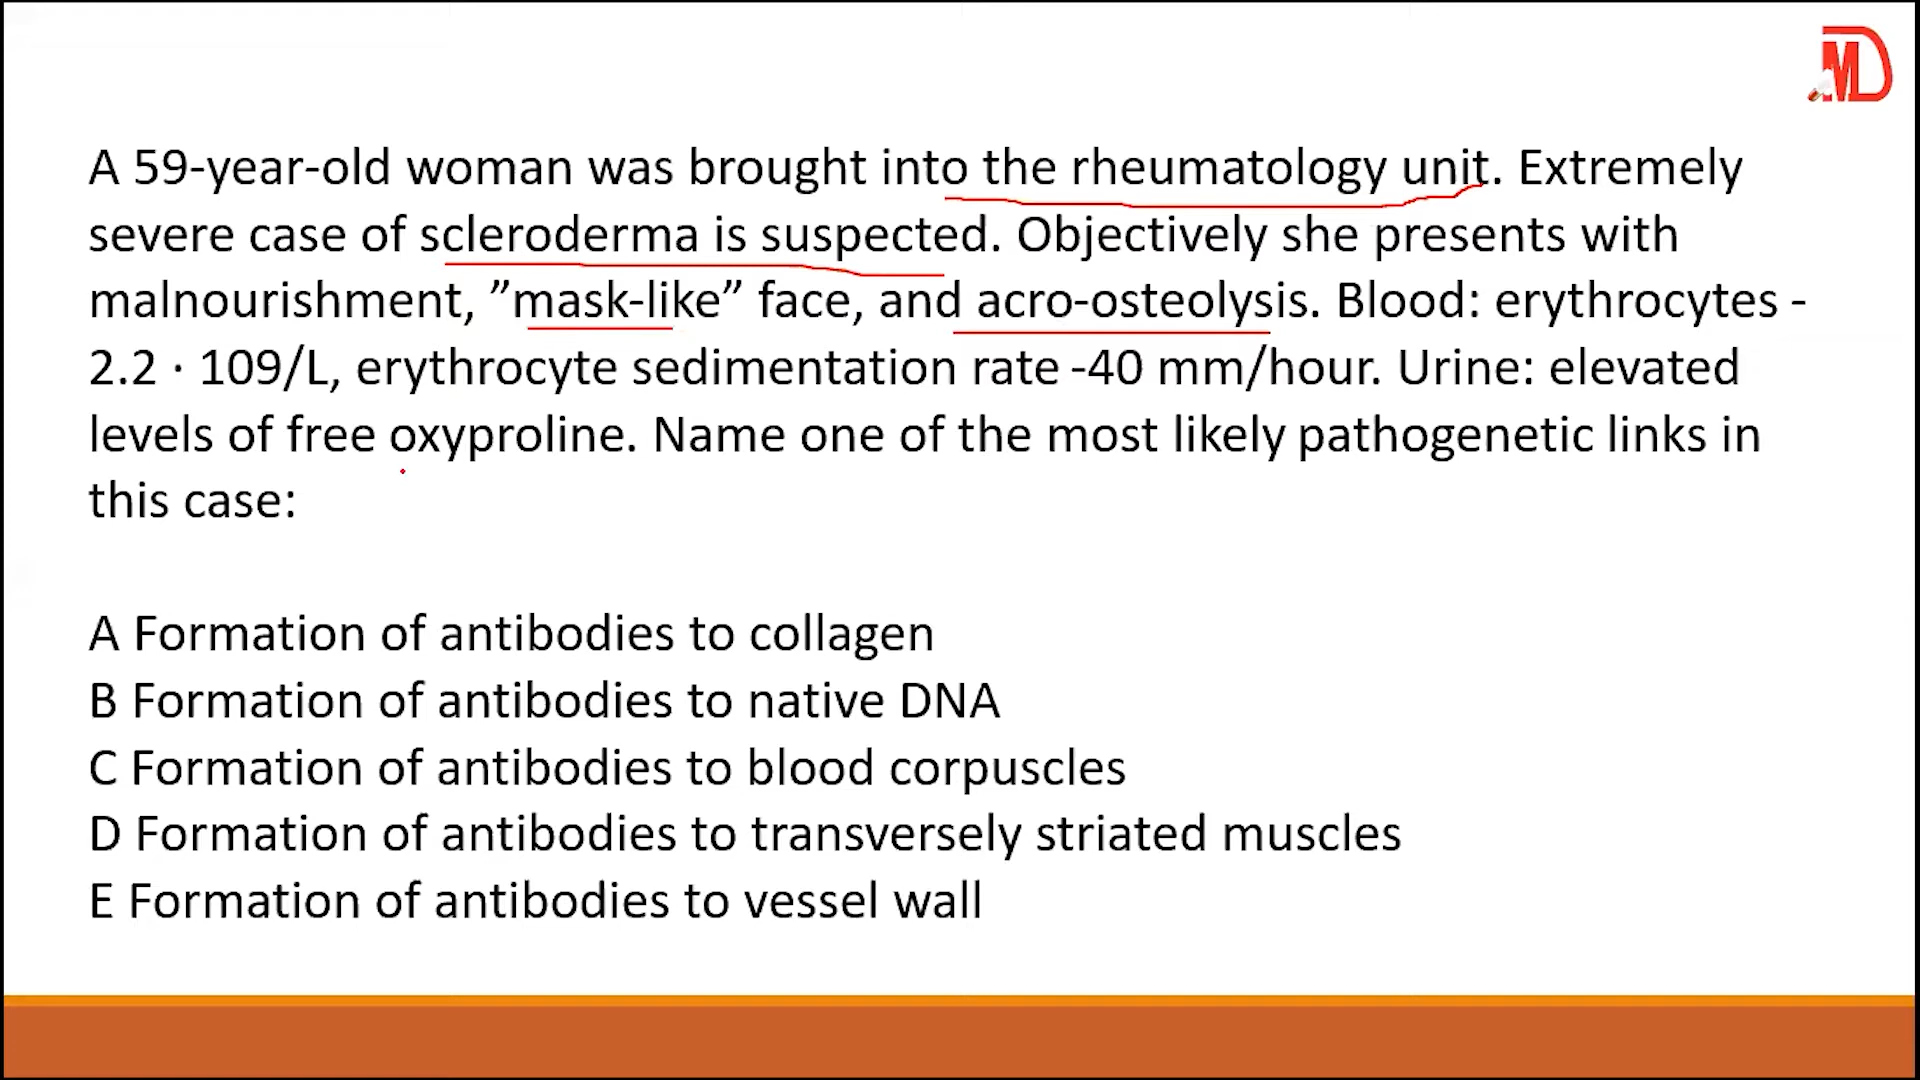 MD
A 59-year-old woman was brought into the rheumatology unit. Extremely
severe case of scleroderma is suspected. Objectively she presents with
malnourishment, ”mask-like” face, and acro-osteolysis. Blood: erythrocytes -
2.2 · 109/L, erythrocyte sedimentation rate -40 mm/hour. Urine: elevated
levels of free oxyproline. Name one of the most likely pathogenetic links in
this case:
A Formation of antibodies to collagen
B Formation of antibodies to native DNA
C Formation of antibodies to blood corpuscles
D Formation of antibodies to transversely striated muscles
E Formation of antibodies to vessel wall